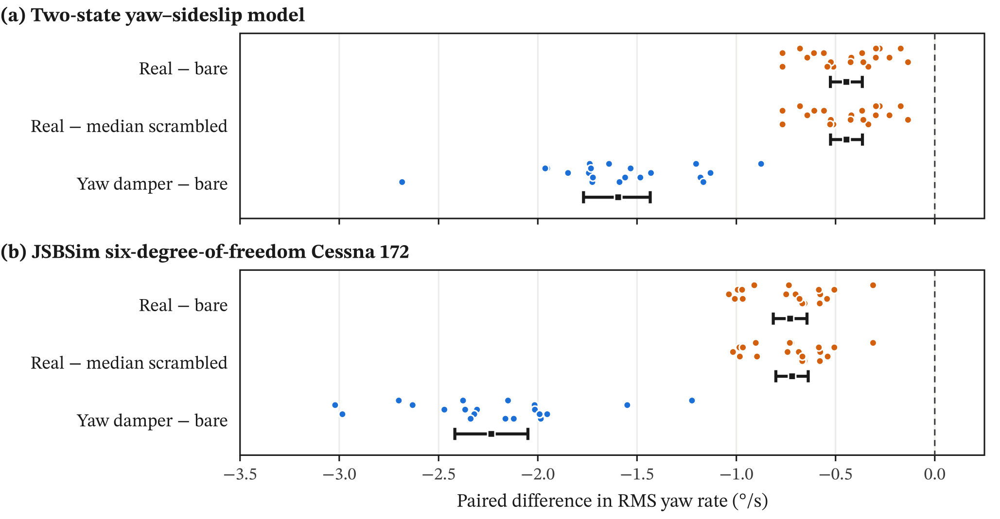 (a) Two-state yaw–sideslip model
Real − bare
Real − median scrambled
Yaw damper − bare
(b) JSBSim six-degree-of-freedom Cessna 172
Real − bare
Real − median scrambled
Yaw damper − bare
−3.5 −3.0 −2.5 −2.0 −1.5 −1.0 −0.5 0.0
Paired difference in RMS yaw rate (°/s)